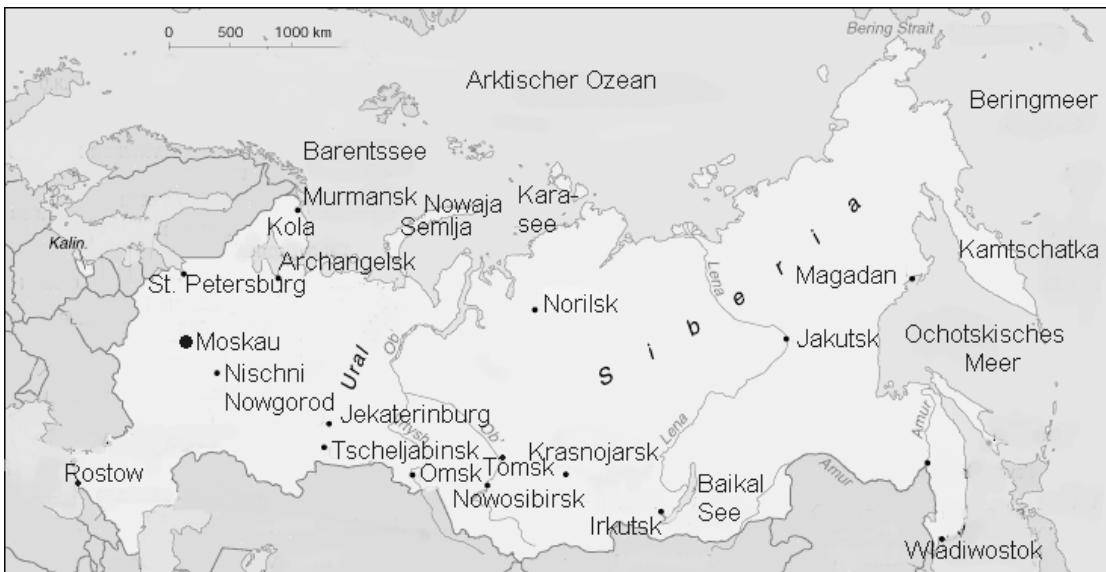 0 500 1000 km
Bering Strait
Arktischer Ozean
Beringmeer
Barentssee
Murmansk
Nowaja
Semlja
Kara-
see
Kola
Kalin.
Archangelsk
St. Petersburg
Kamtschatka
Magadan
Lena
Norilsk
Siberia
Moskau
Ob'
Ural
Jakutsk
Ochotskisches
Meer
Nischni
Nowgorod
Jekaterinburg
Irtysh
Ob'
Lena
Amur
Tscheljabinsk
Omsk
Tomsk
Krasnojarsk
Rostow
Nowosibirsk
Baikal
See
Amur
Irkutsk
Wladiwostok